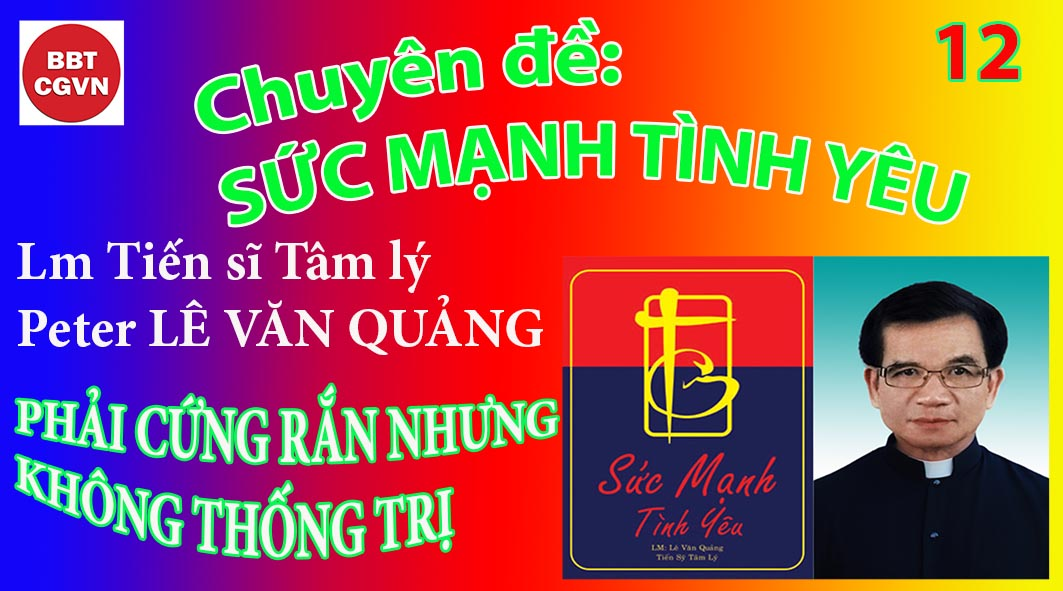 BBT
CGVN
12
Chuyên đề:
SỨC MẠNH TÌNH YÊU
Lm Tiến sĩ Tâm lý
Peter LÊ VĂN QUẢNG
PHẢI CỨNG RẮN NHƯNG
KHÔNG THỐNG TRỊ
Sức Mạnh
Tình Yêu
LM: Lê Văn Quảng
Tiến Sỹ Tâm Lý